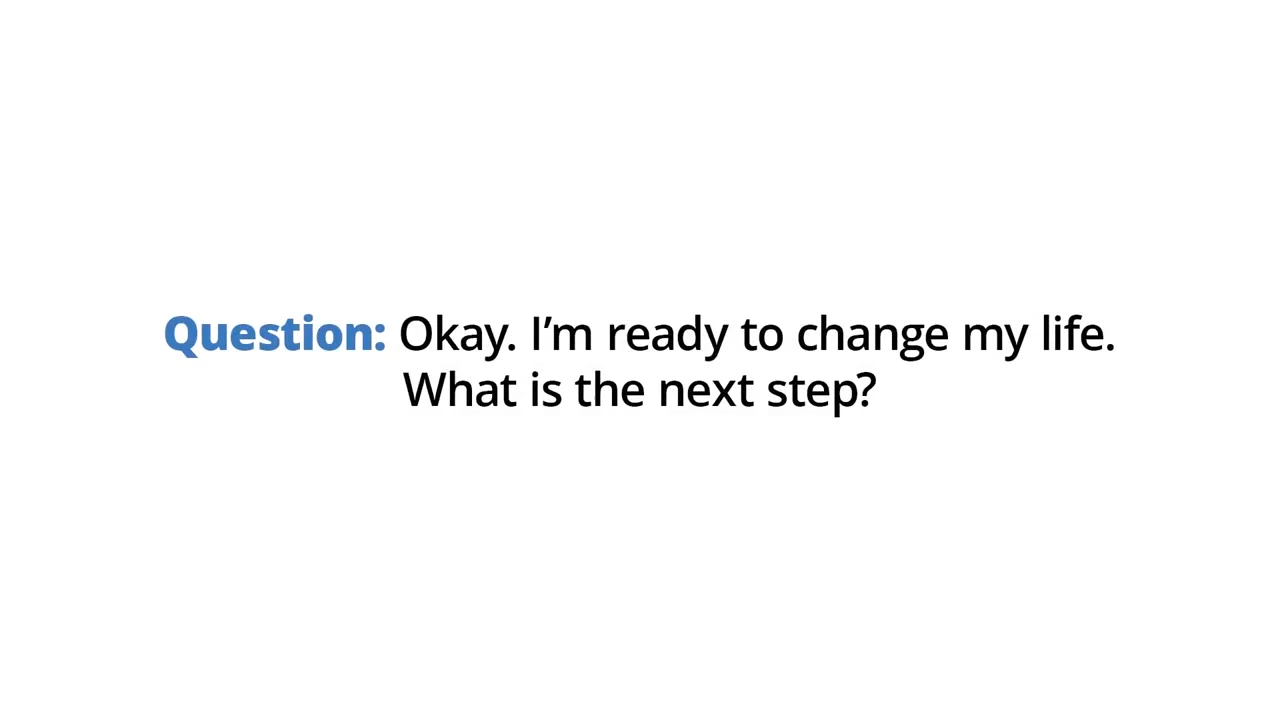 Question: Okay. I’m ready to change my life.
What is the next step?